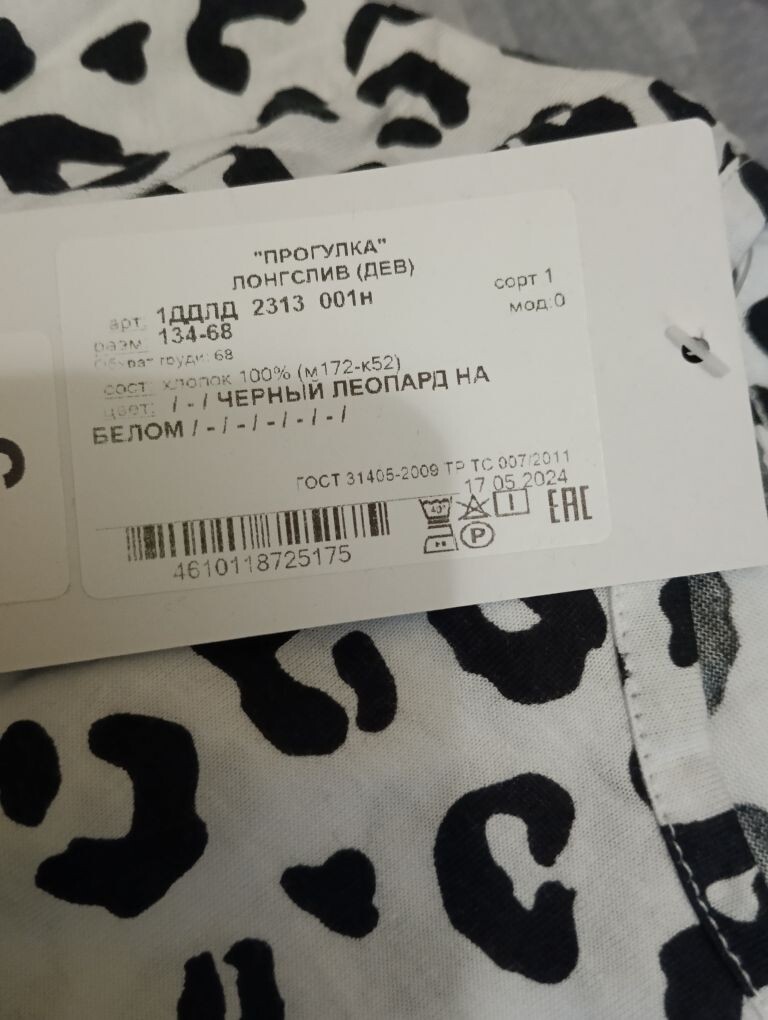 "ПРОГУЛКА"
ЛОНГСЛИВ (ДЕВ)
сорт 1
арт: 1ДДЛД 2313 001н
мод:0
разм: 134-68
Обхват груди: 68
сост: хлопок 100% (м172-к52)
цвет: / - / ЧЕРНЫЙ ЛЕОПАРД НА
БЕЛОМ / - / - / - / - / - /
ГОСТ 31405-2009 ТР ТС 007/2011
17.05.2024
40°
P
EAC
4610118725175